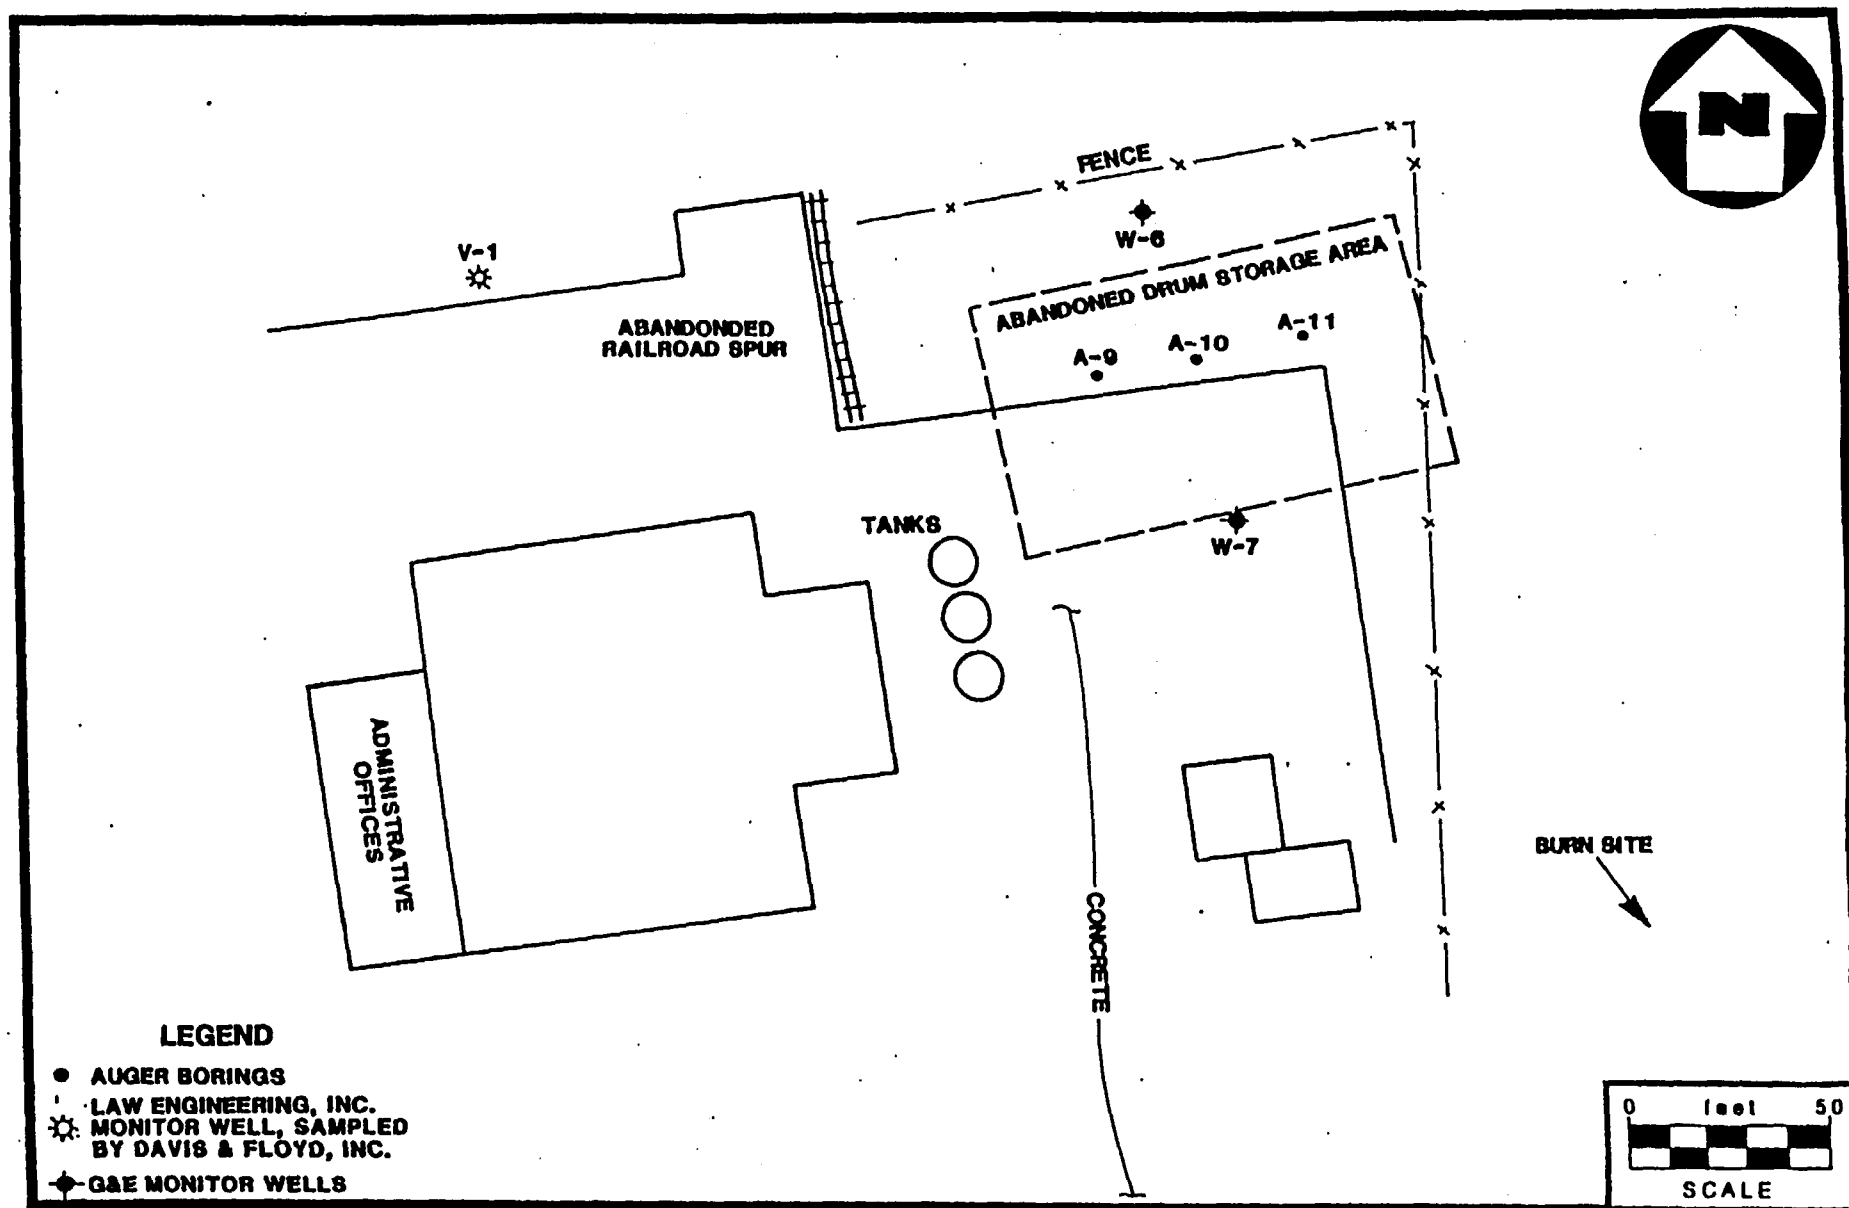 N
FENCE
W-6
V-1
ABANDONED DRUM STORAGE AREA
ABANDONDED
RAILROAD SPUR
A-9
A-10
A-11
TANKS
W-7
ADMINISTRATIVE
OFFICES
BURN SITE
CONCRETE
LEGEND
AUGER BORINGS
LAW ENGINEERING, INC.
MONITOR WELL, SAMPLED
BY DAVIS & FLOYD, INC.
G&E MONITOR WELLS
0 feet 50
SCALE